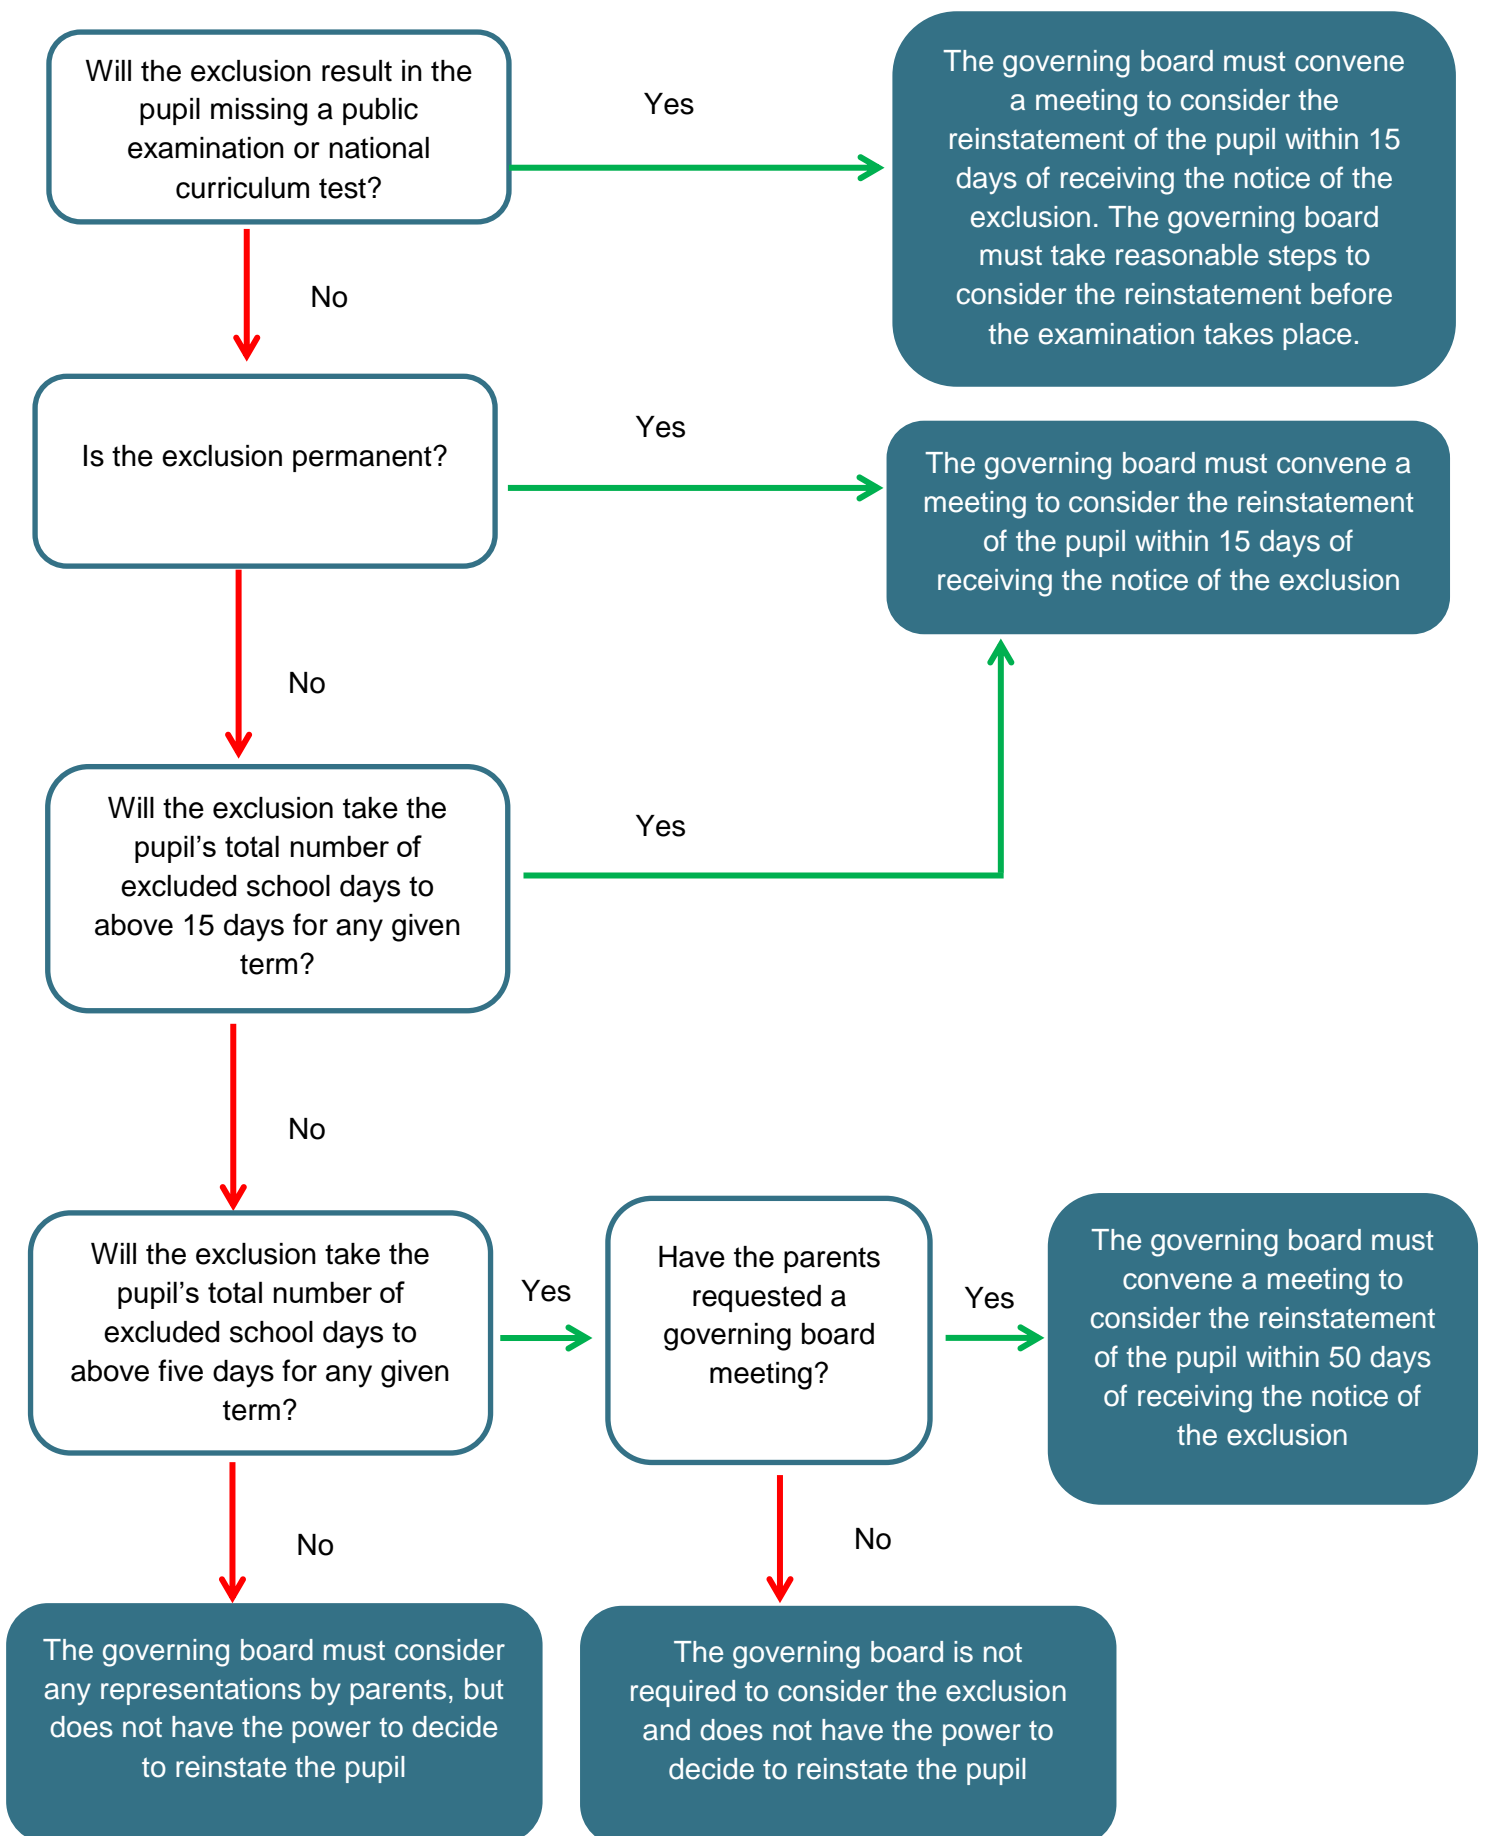 Will the exclusion result in the
pupil missing a public
examination or national
curriculum test?
Yes
The governing board must convene
a meeting to consider the
reinstatement of the pupil within 15
days of receiving the notice of the
exclusion. The governing board
must take reasonable steps to
consider the reinstatement before
the examination takes place.
No
Is the exclusion permanent?
Yes
The governing board must convene a
meeting to consider the reinstatement
of the pupil within 15 days of
receiving the notice of the exclusion
No
Will the exclusion take the
pupil’s total number of
excluded school days to
above 15 days for any given
term?
Yes
No
Will the exclusion take the
pupil’s total number of
excluded school days to
above five days for any given
term?
Yes
Have the parents
requested a
governing board
meeting?
Yes
The governing board must
convene a meeting to
consider the reinstatement
of the pupil within 50 days
of receiving the notice of
the exclusion
No
No
The governing board must consider
any representations by parents, but
does not have the power to decide
to reinstate the pupil
The governing board is not
required to consider the exclusion
and does not have the power to
decide to reinstate the pupil